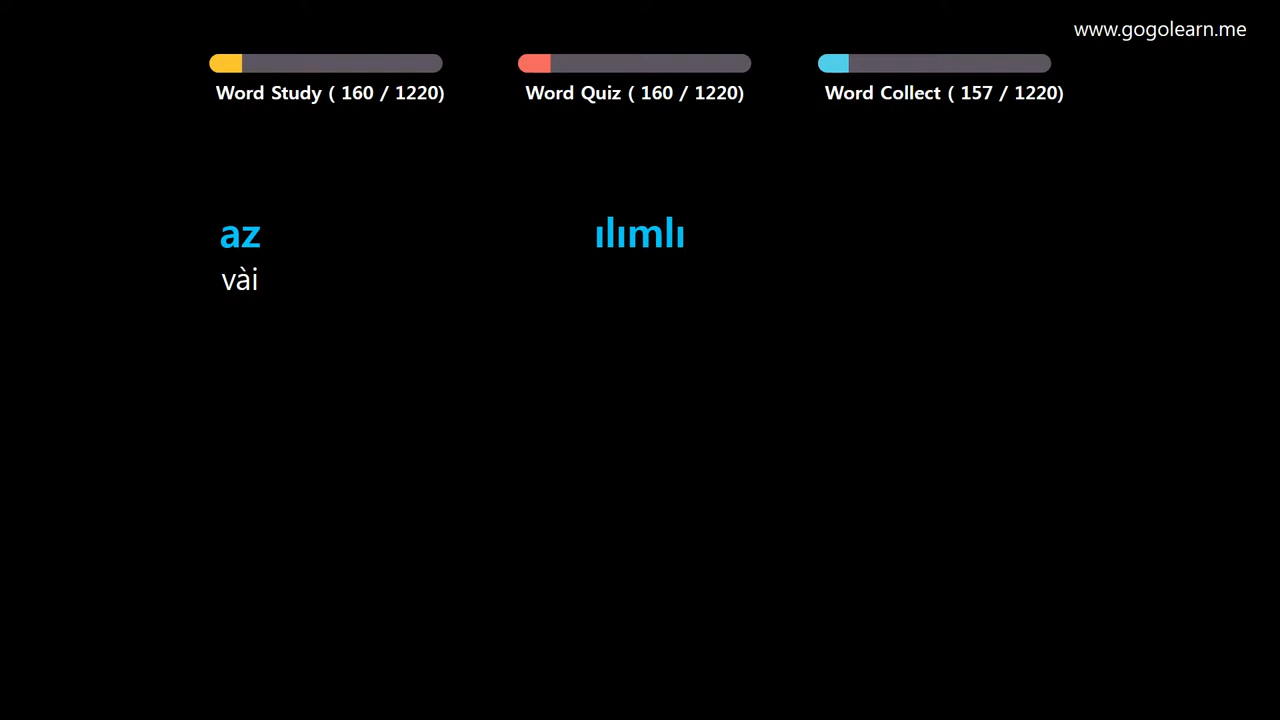 www.gogolearn.me
Word Study ( 160 / 1220)
Word Quiz ( 160 / 1220)
Word Collect ( 157 / 1220)
az
vài
ılımlı